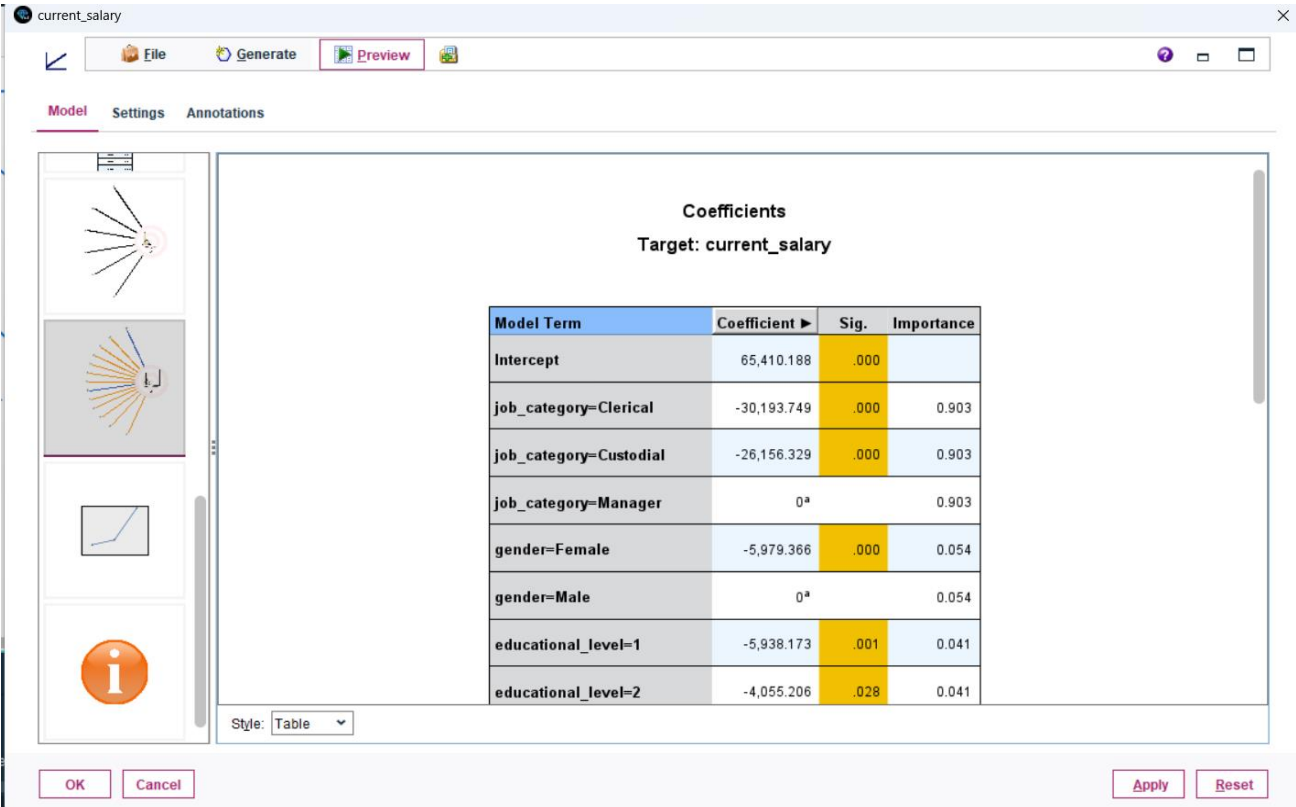 current_salary
File Generate Preview
Model Settings Annotations
Coefficients
Target: current_salary
Model Term Coefficient ▶ Sig. Importance
Intercept 65,410.188 .000
job_category=Clerical -30,193.749 .000 0.903
job_category=Custodial -26,156.329 .000 0.903
job_category=Manager 0ª 0.903
gender=Female -5,979.366 .000 0.054
gender=Male 0ª 0.054
educational_level=1 -5,938.173 .001 0.041
educational_level=2 -4,055.206 .028 0.041
Style: Table
OK Cancel Apply Reset